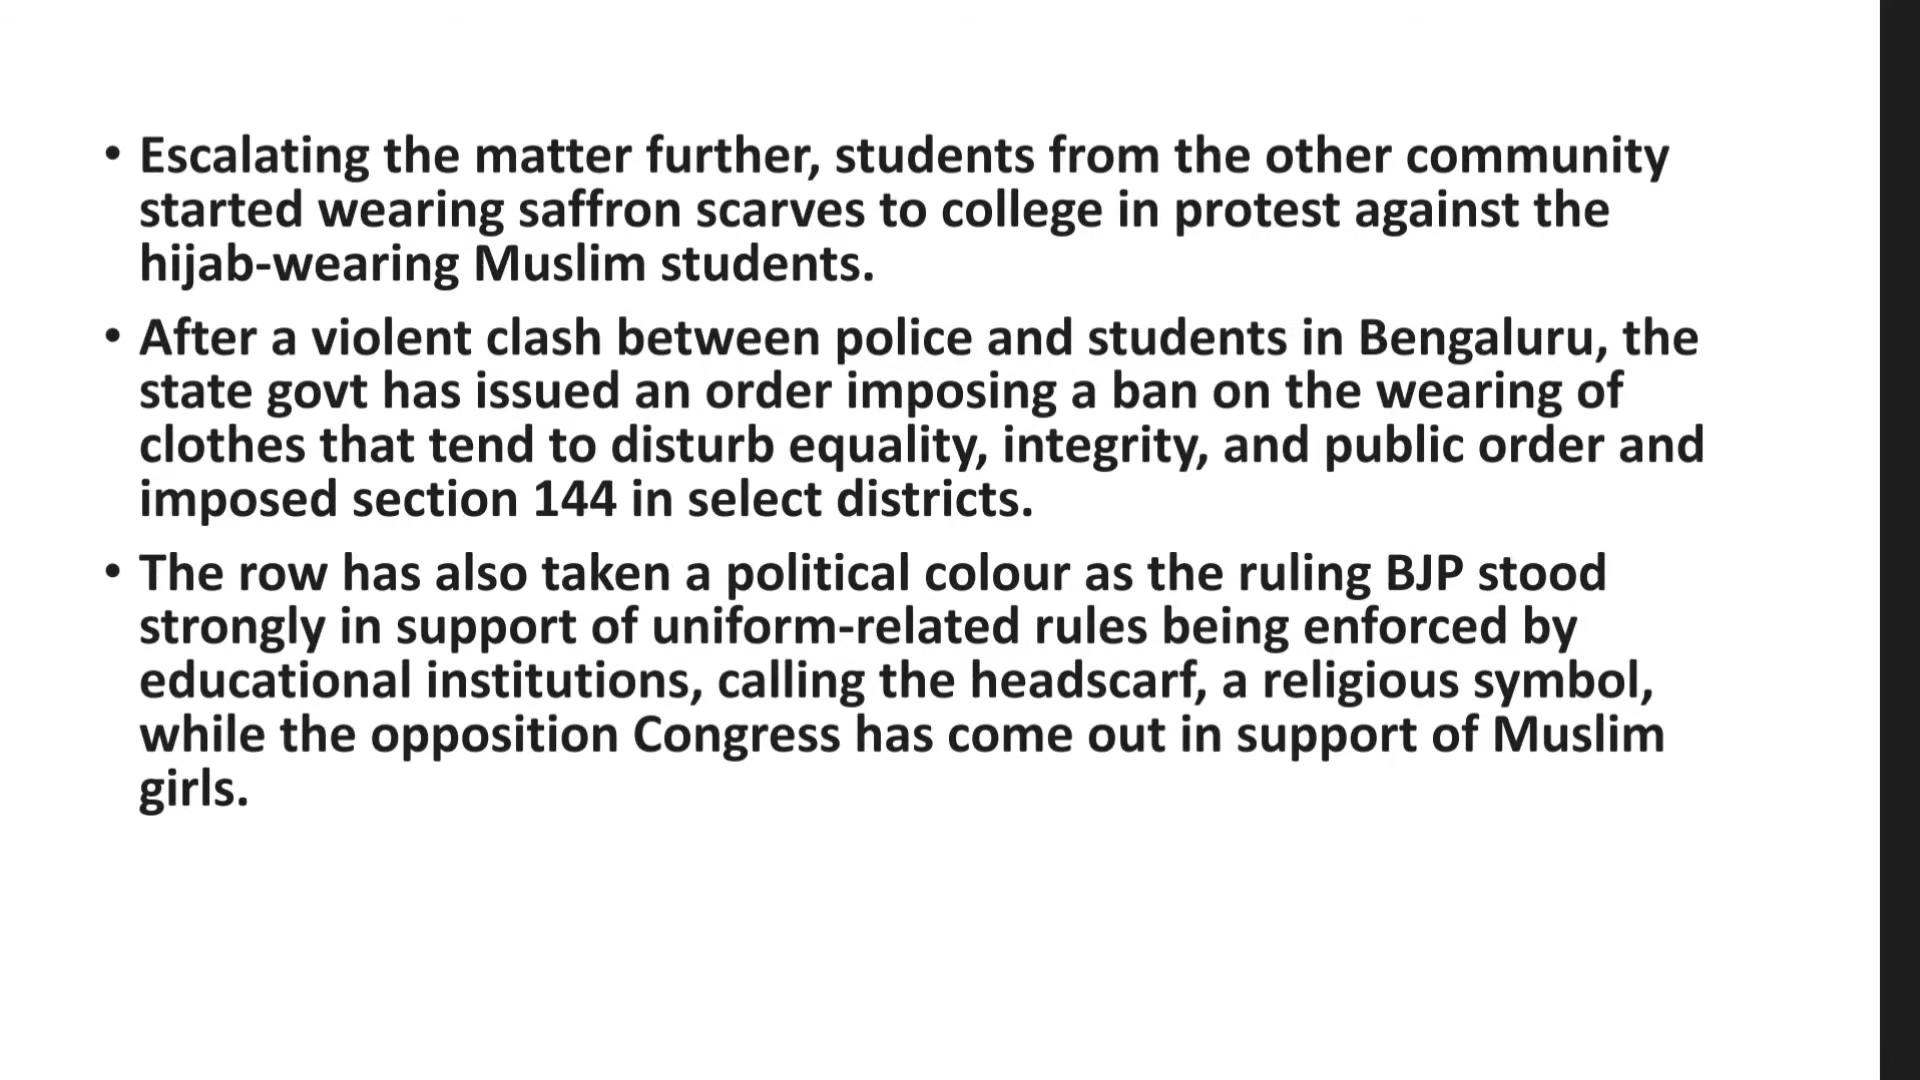 • Escalating the matter further, students from the other community
started wearing saffron scarves to college in protest against the
hijab-wearing Muslim students.
• After a violent clash between police and students in Bengaluru, the
state govt has issued an order imposing a ban on the wearing of
clothes that tend to disturb equality, integrity, and public order and
imposed section 144 in select districts.
• The row has also taken a political colour as the ruling BJP stood
strongly in support of uniform-related rules being enforced by
educational institutions, calling the headscarf, a religious symbol,
while the opposition Congress has come out in support of Muslim
girls.